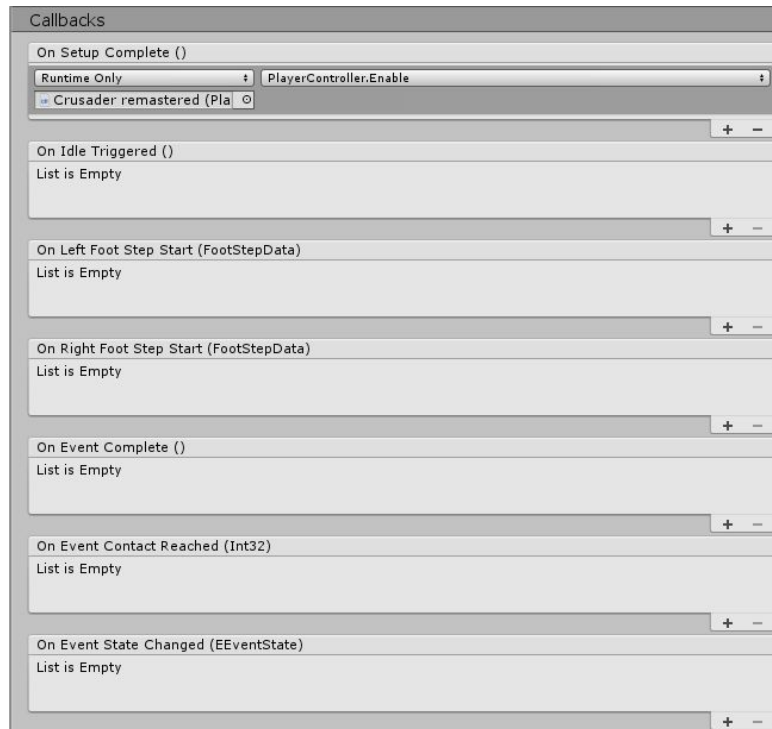 Callbacks
On Setup Complete ()
Runtime Only PlayerController.Enable
Crusader remastered (Pla
+ −
On Idle Triggered ()
List is Empty
+ −
On Left Foot Step Start (FootStepData)
List is Empty
+ −
On Right Foot Step Start (FootStepData)
List is Empty
+ −
On Event Complete ()
List is Empty
+ −
On Event Contact Reached (Int32)
List is Empty
+ −
On Event State Changed (EEventState)
List is Empty
+ −